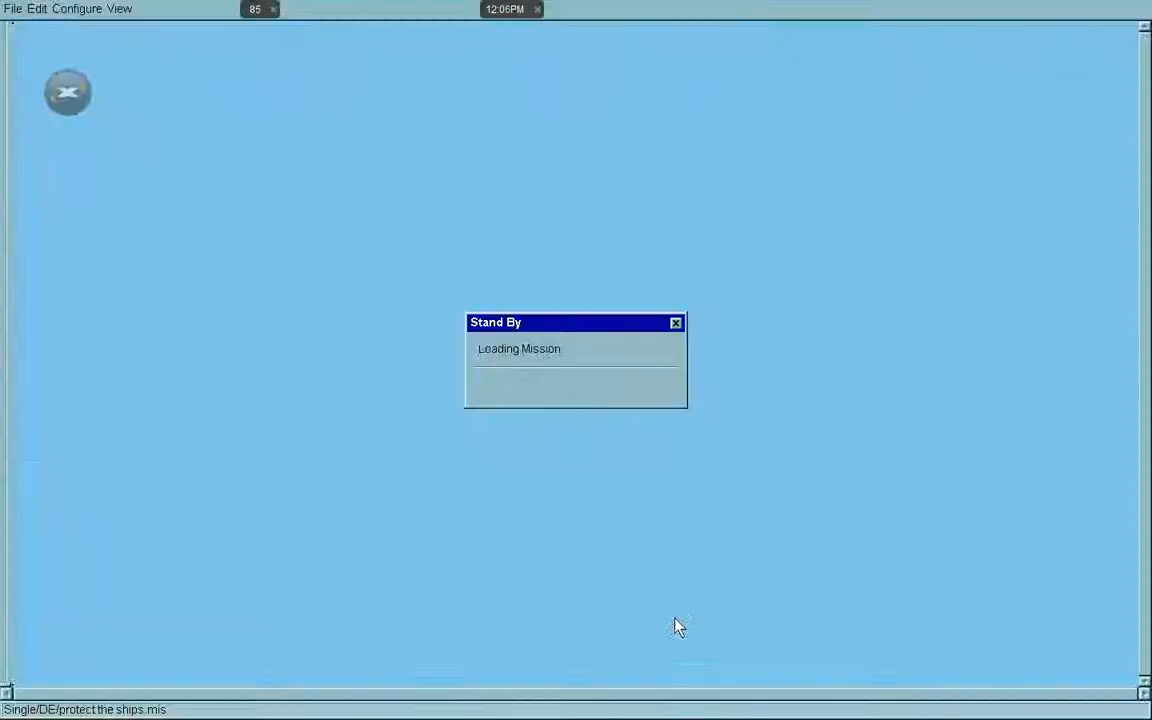 File Edit Configure View
85
12:06PM
Stand By
Loading Mission
Single/DE/protect the ships.mis